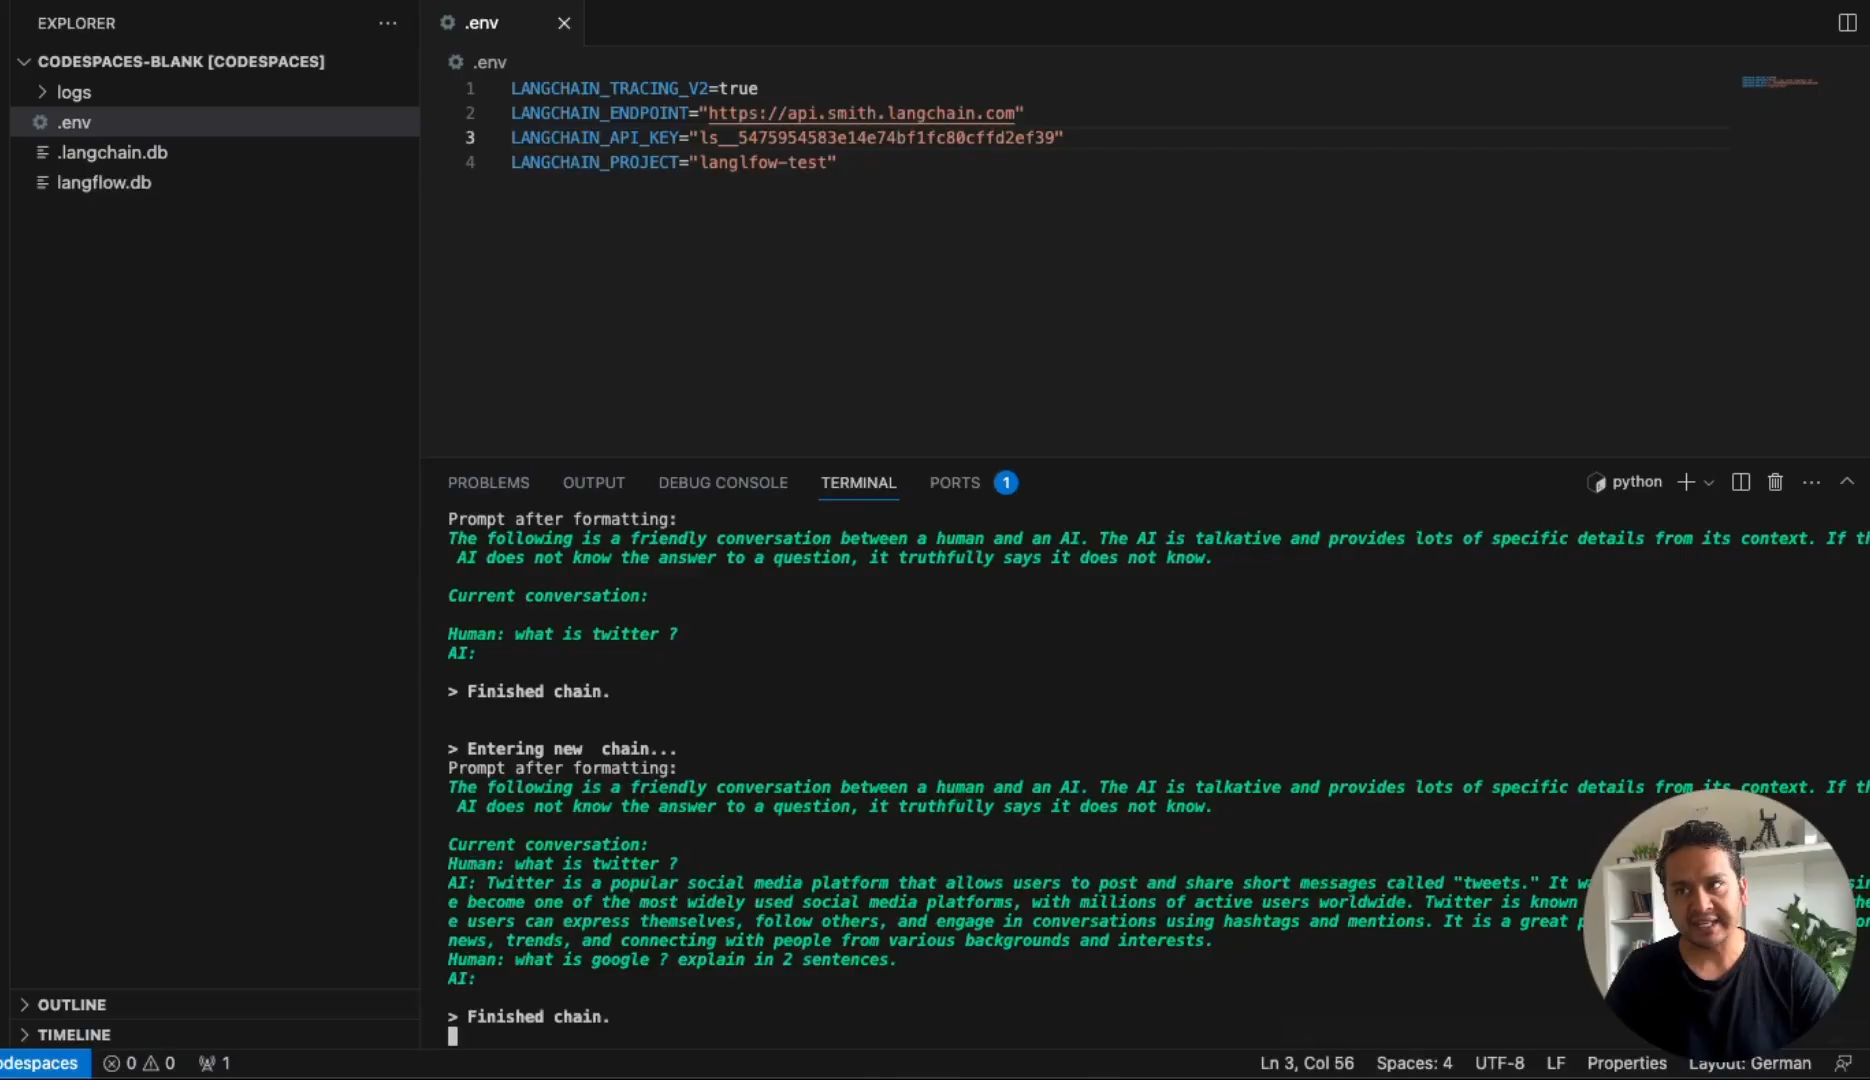 EXPLORER
CODESPACES-BLANK [CODESPACES]
logs
.env
.langchain.db
langflow.db
OUTLINE
TIMELINE
.env
.env
1 LANGCHAIN_TRACING_V2=true
2 LANGCHAIN_ENDPOINT="https://api.smith.langchain.com"
3 LANGCHAIN_API_KEY="ls__5475954583e14e74bf1fc80cffd2ef39"
4 LANGCHAIN_PROJECT="langlfow-test"
PROBLEMS OUTPUT DEBUG CONSOLE TERMINAL PORTS 1
python
Prompt after formatting:
The following is a friendly conversation between a human and an AI. The AI is talkative and provides lots of specific details from its context. If th
AI does not know the answer to a question, it truthfully says it does not know.
Current conversation:
Human: what is twitter ?
AI:
> Finished chain.
> Entering new chain...
Prompt after formatting:
The following is a friendly conversation between a human and an AI. The AI is talkative and provides lots of specific details from its context. If th
AI does not know the answer to a question, it truthfully says it does not know.
Current conversation:
Human: what is twitter ?
AI: Twitter is a popular social media platform that allows users to post and share short messages called "tweets." It w
e become one of the most widely used social media platforms, with millions of active users worldwide. Twitter is known
e users can express themselves, follow others, and engage in conversations using hashtags and mentions. It is a great p
news, trends, and connecting with people from various backgrounds and interests.
Human: what is google ? explain in 2 sentences.
AI:
> Finished chain.
odespaces 0 0 1
Ln 3, Col 56 Spaces: 4 UTF-8 LF Properties Layout: German